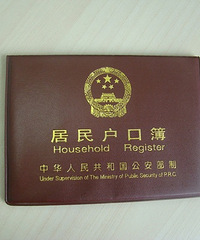 居民户口簿
Household Register
中华人民共和国公安部制
Under Supervision of The Ministry of Public Security of P.R.C.